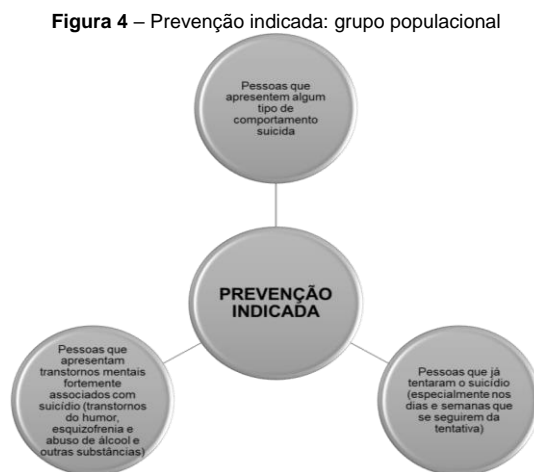 Figura 4 – Prevenção indicada: grupo populacional
Pessoas que
apresentem algum
tipo de
comportamento
suicida
PREVENÇÃO
INDICADA
Pessoas que
apresentam
transtornos mentais
fortemente
associados com
suicídio (transtornos
do humor,
esquizofrenia e
abuso de álcool e
outras substâncias)
Pessoas que já
tentaram o suicídio
(especialmente nos
dias e semanas que
se seguirem da
tentativa)